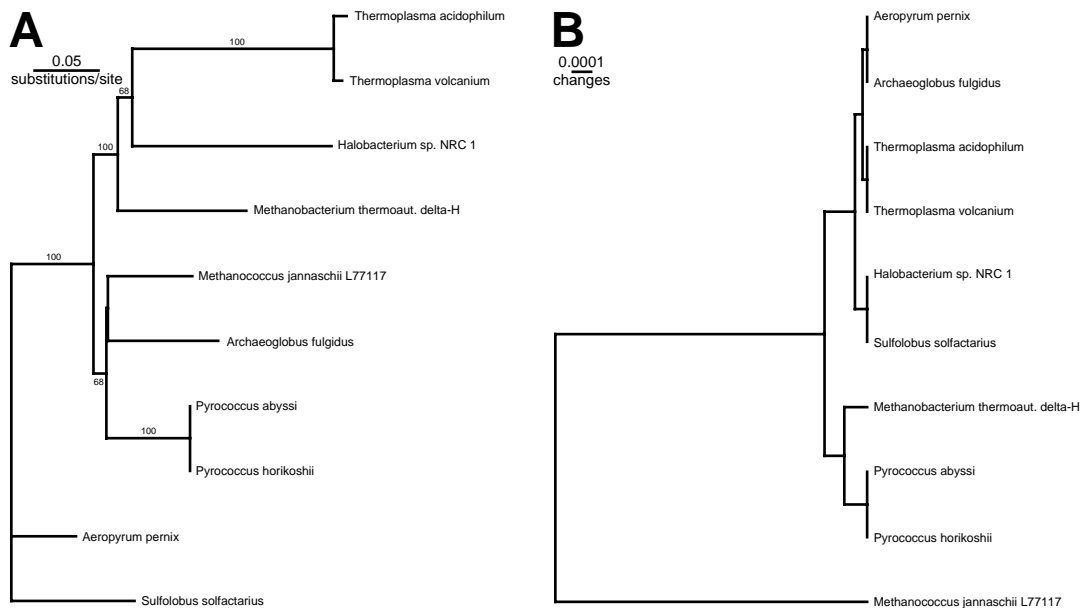 A
0.05
substitutions/site
100
Thermoplasma acidophilum
Thermoplasma volcanium
68
Halobacterium sp. NRC 1
100
Methanobacterium thermoaut. delta-H
100
Methanococcus jannaschii L77117
Archaeoglobus fulgidus
68
Pyrococcus abyssi
100
Pyrococcus horikoshii
Aeropyrum pernix
Sulfolobus solfactarius
B
0.0001
changes
Aeropyrum pernix
Archaeoglobus fulgidus
Thermoplasma acidophilum
Thermoplasma volcanium
Halobacterium sp. NRC 1
Sulfolobus solfactarius
Methanobacterium thermoaut. delta-H
Pyrococcus abyssi
Pyrococcus horikoshii
Methanococcus jannaschii L77117